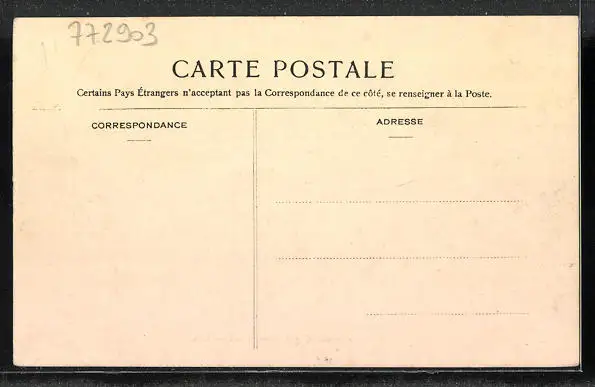 772903
CARTE POSTALE
Certains Pays Étrangers n'acceptant pas la Correspondance de ce côté, se renseigner à la Poste.
CORRESPONDANCE
ADRESSE